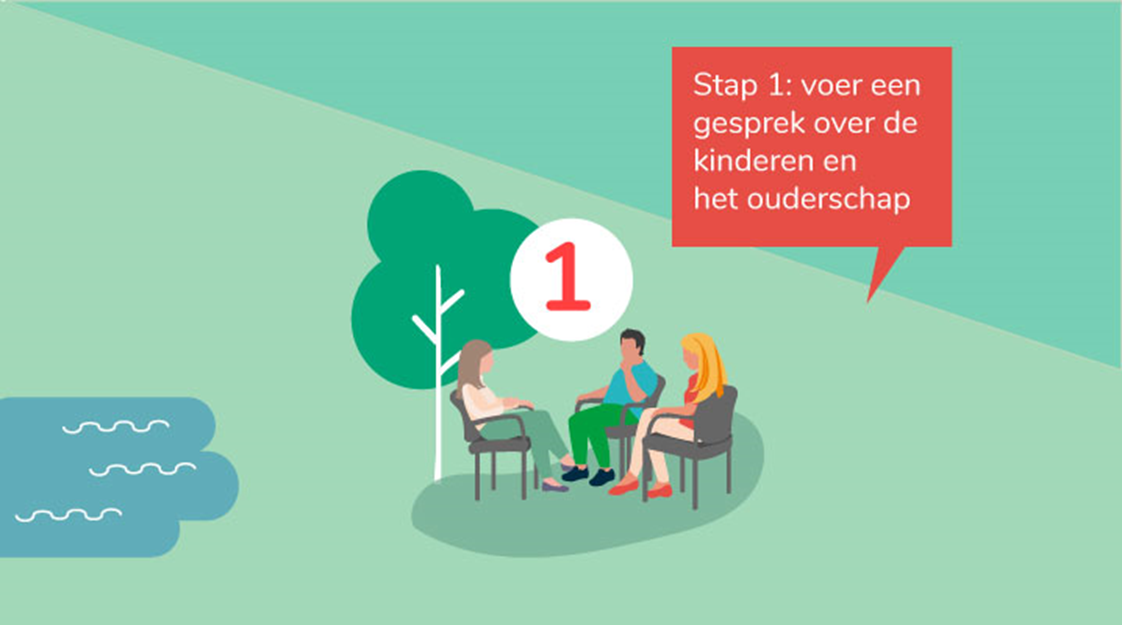 Stap 1: voer een
gesprek over de
kinderen en
het ouderschap
1